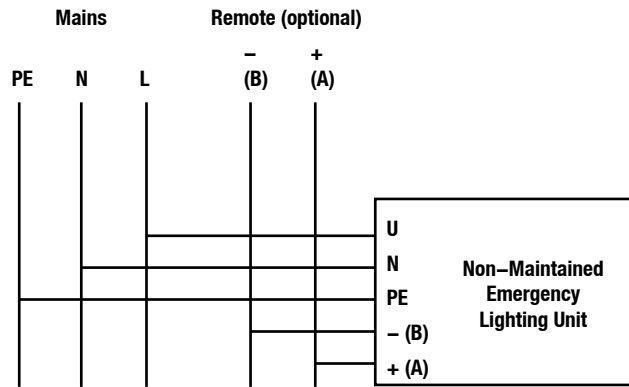 Mains Remote (optional)
– +
PE N L (B) (A)
U
N
PE
– (B)
+ (A)
Non–Maintained
Emergency
Lighting Unit